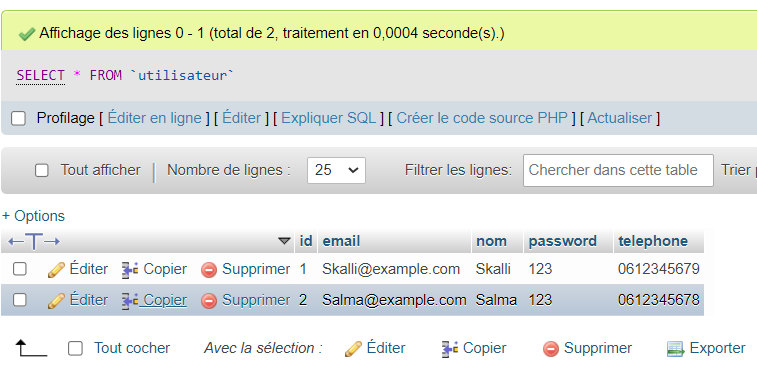 Affichage des lignes 0 - 1 (total de 2, traitement en 0,0004 seconde(s).)
SELECT * FROM `utilisateur`
Profilage [ Éditer en ligne ] [ Éditer ] [ Expliquer SQL ] [ Créer le code source PHP ] [ Actualiser ]
Tout afficher | Nombre de lignes : 25 Filtrer les lignes: Chercher dans cette table Trier
+ Options
←T→ id email nom password telephone
Éditer Copier Supprimer 1 Skalli@example.com Skalli 123 0612345679
Éditer Copier Supprimer 2 Salma@example.com Salma 123 0612345678
Tout cocher Avec la sélection : Éditer Copier Supprimer Exporter